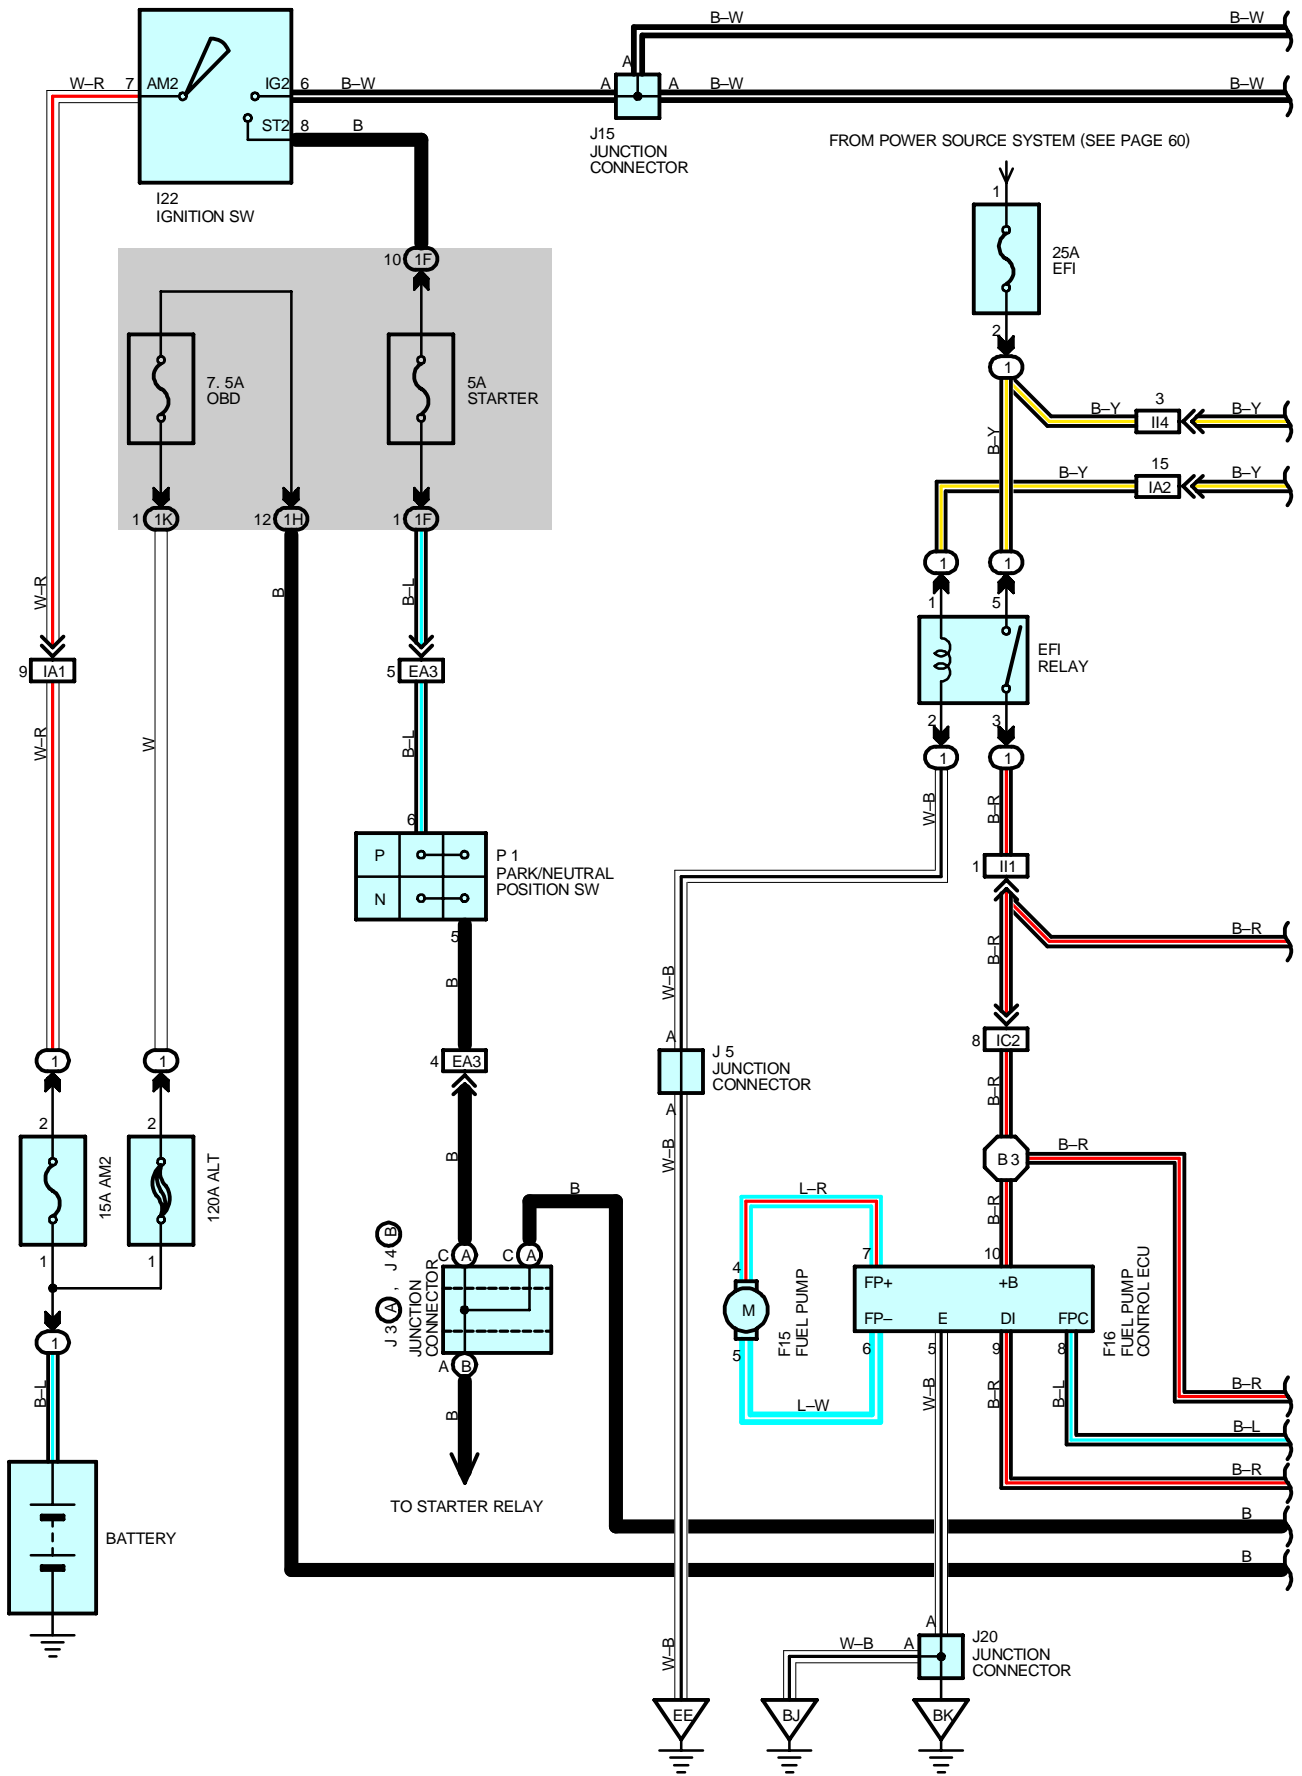 B–W
B–W
W–R
7
AM2
IG2
6
B–W
A
A
A
B–W
B–W
ST2
8
B
J15
JUNCTION
CONNECTOR
FROM POWER SOURCE SYSTEM (SEE PAGE 60)
I22
IGNITION SW
1
25A
EFI
2
1
10
1F
7. 5A
OBD
5A
STARTER
3
B–Y
II4
B–Y
B–Y
15
B–Y
IA2
B–Y
1
1K
12
1H
1
1F
1
1
1
5
W–R
B
B–L
EFI
RELAY
9
IA1
5
EA3
2
3
1
1
W–R
W
B–L
W–B
B–R
6
P
N
P 1
PARK/NEUTRAL
POSITION SW
1
II1
5
B–R
B–R
B
W–B
A
J 5
JUNCTION
CONNECTOR
A
8
IC2
1
1
4
EA3
B–R
2
2
15A AM2
120A ALT
1
1
B
W–B
B 3
B–R
B
L–R
B–R
J 3 A , J 4 B
JUNCTION
CONNECTOR
C
A
C
A
7
10
4
M
5
F15
FUEL PUMP
FP+
+B
FP–
E
DI
FPC
F16
FUEL PUMP
CONTROL ECU
6
5
9
8
1
A
B
B–L
B
L–W
W–B
B–R
B–L
B–R
B–L
B–R
TO STARTER RELAY
B
B
BATTERY
W–B
W–B
A
A
J20
JUNCTION
CONNECTOR
EE
BJ
BK